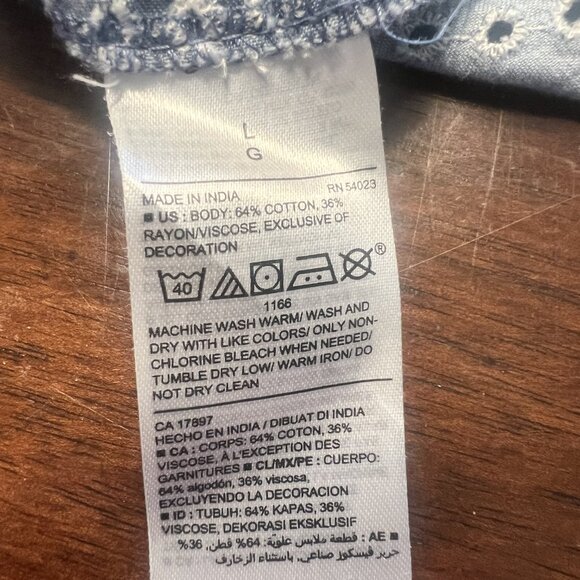 L
G
MADE IN INDIA RN 54023
■ US : BODY: 64% COTTON, 36%
RAYON/VISCOSE, EXCLUSIVE OF
DECORATION
40 ®
1166
MACHINE WASH WARM/ WASH AND
DRY WITH LIKE COLORS/ ONLY NON-
CHLORINE BLEACH WHEN NEEDED/
TUMBLE DRY LOW/ WARM IRON/ DO
NOT DRY CLEAN
CA 17897
HECHO EN INDIA / DIBUAT DI INDIA
■ CA : CORPS: 64% COTON, 36%
VISCOSE, À L'EXCEPTION DES
GARNITURES ■ CL/MX/PE : CUERPO:
64% algodón, 36% viscosa,
EXCLUYENDO LA DECORACION
■ ID : TUBUH: 64% KAPAS, 36%
VISCOSE, DEKORASI EKSKLUSIF
■ AE : قطعة ملابس علوية: 64% قطن, 36%
حرير فيسكوز صناعي, باستثناء الزخارف